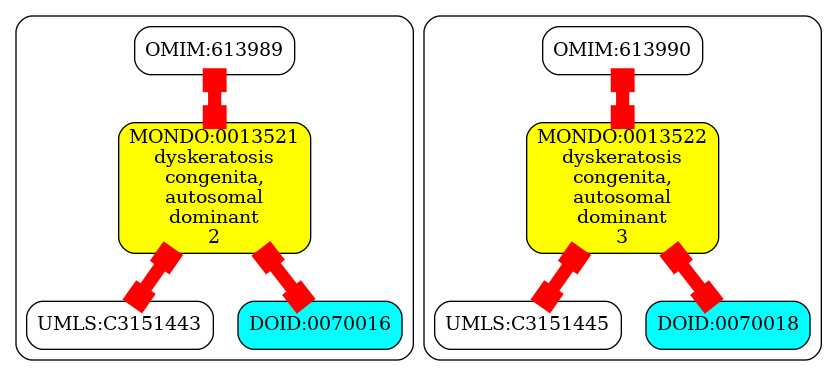 OMIM:613989
MONDO:0013521
dyskeratosis
congenita,
autosomal
dominant
2
UMLS:C3151443
DOID:0070016
OMIM:613990
MONDO:0013522
dyskeratosis
congenita,
autosomal
dominant
3
UMLS:C3151445
DOID:0070018